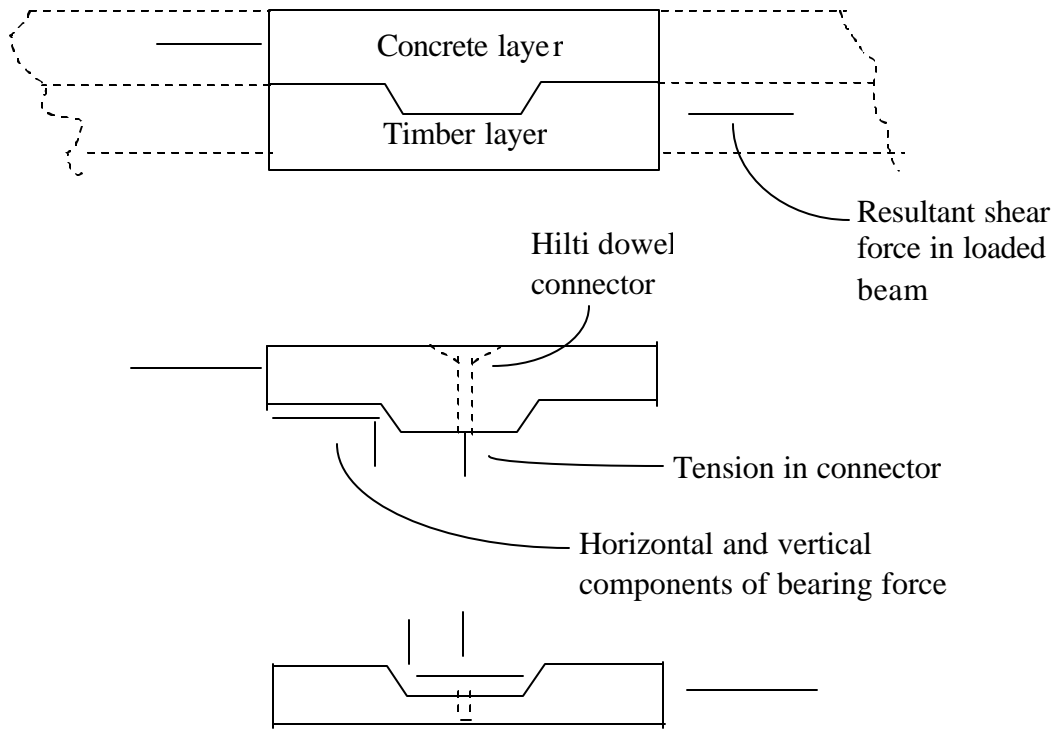 Concrete layer
Timber layer
Resultant shear
force in loaded
beam
Hilti dowel
connector
Tension in connector
Horizontal and vertical
components of bearing force